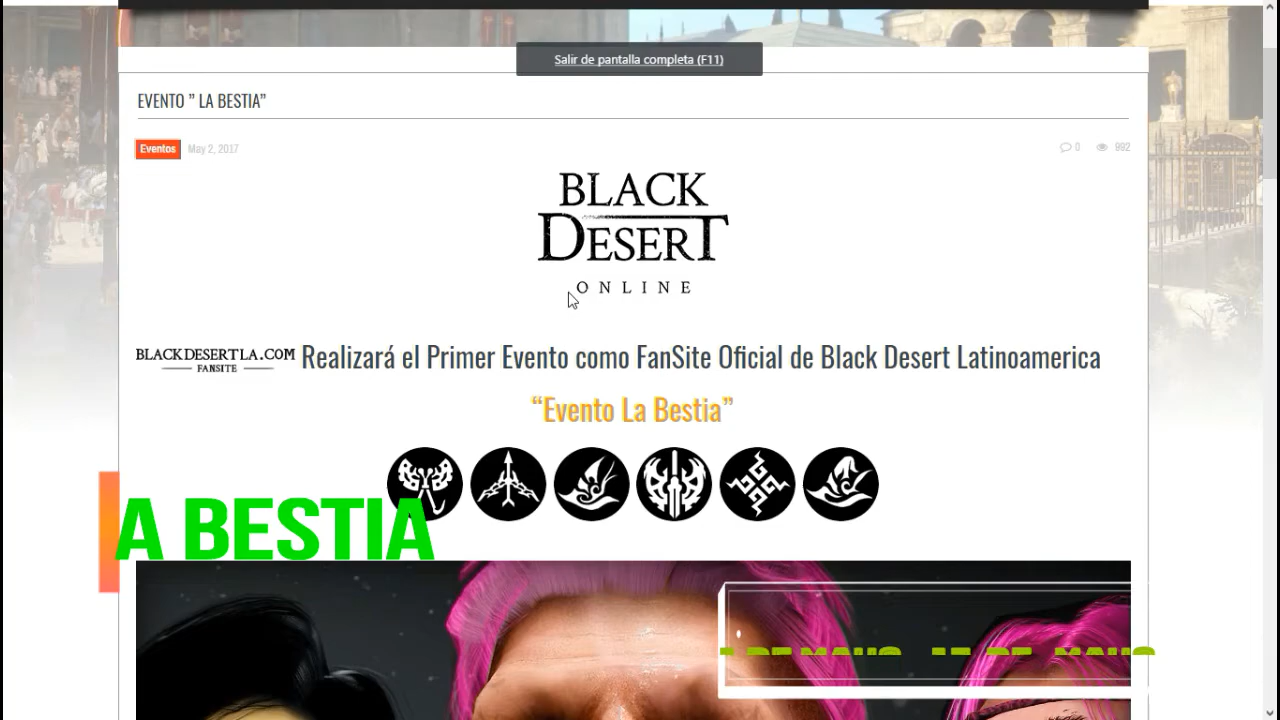 Salir de pantalla completa (F11)
EVENTO ” LA BESTIA”
Eventos May 2, 2017 0 992
BLACK
DESERT
ONLINE
BLACKDESERTLA.COM
FANSITE
Realizará el Primer Evento como FanSite Oficial de Black Desert Latinoamerica
“Evento La Bestia”
A BESTIA